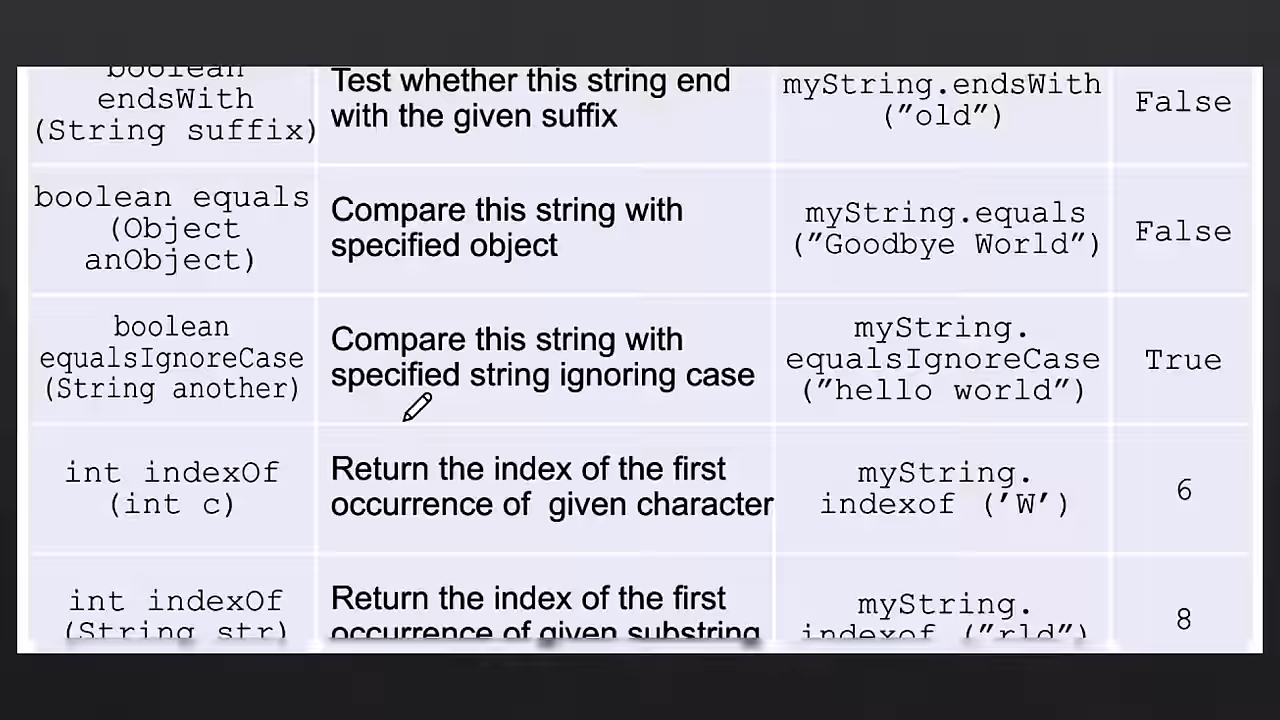 boolean
endsWith
(String suffix)
Test whether this string end
with the given suffix
myString.endsWith
(”old”)
False
boolean equals
(Object
anObject)
Compare this string with
specified object
myString.equals
(”Goodbye World”)
False
boolean
equalsIgnoreCase
(String another)
Compare this string with
specified string ignoring case
myString.
equalsIgnoreCase
(”hello world”)
True
int indexOf
(int c)
Return the index of the first
occurrence of  given character
myString.
indexof (’W’)
6
int indexOf
(String str)
Return the index of the first
occurrence of given substring
myString.
indexof (”rld”)
8